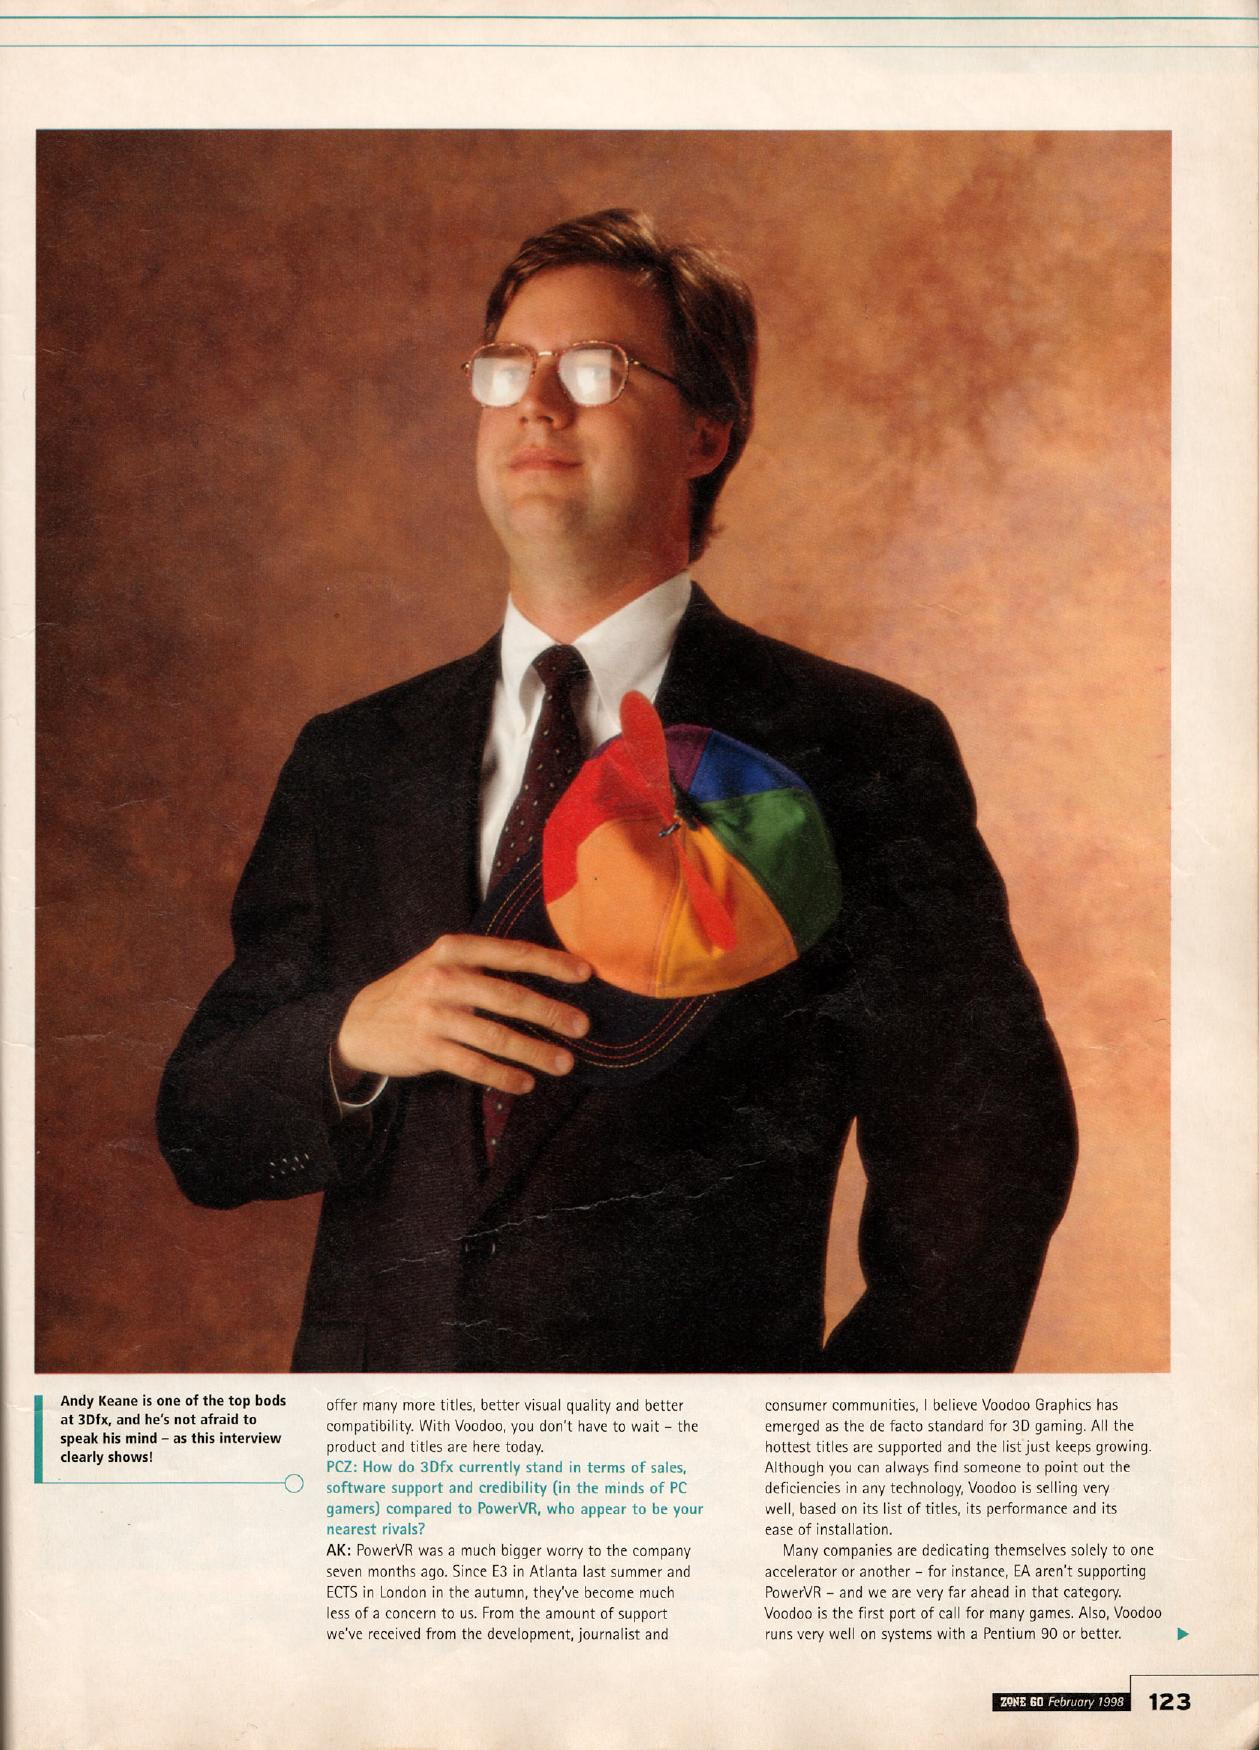 Andy Keane is one of the top bods
at 3Dfx, and he's not afraid to
speak his mind – as this interview
clearly shows!
offer many more titles, better visual quality and better
compatibility. With Voodoo, you don't have to wait – the
product and titles are here today.
PCZ: How do 3Dfx currently stand in terms of sales,
software support and credibility (in the minds of PC
gamers) compared to PowerVR, who appear to be your
nearest rivals?
AK: PowerVR was a much bigger worry to the company
seven months ago. Since E3 in Atlanta last summer and
ECTS in London in the autumn, they've become much
less of a concern to us. From the amount of support
we've received from the development, journalist and
consumer communities, I believe Voodoo Graphics has
emerged as the de facto standard for 3D gaming. All the
hottest titles are supported and the list just keeps growing.
Although you can always find someone to point out the
deficiencies in any technology, Voodoo is selling very
well, based on its list of titles, its performance and its
ease of installation.
Many companies are dedicating themselves solely to one
accelerator or another – for instance, EA aren't supporting
PowerVR – and we are very far ahead in that category.
Voodoo is the first port of call for many games. Also, Voodoo
runs very well on systems with a Pentium 90 or better.
ZONE 60 February 1998 123